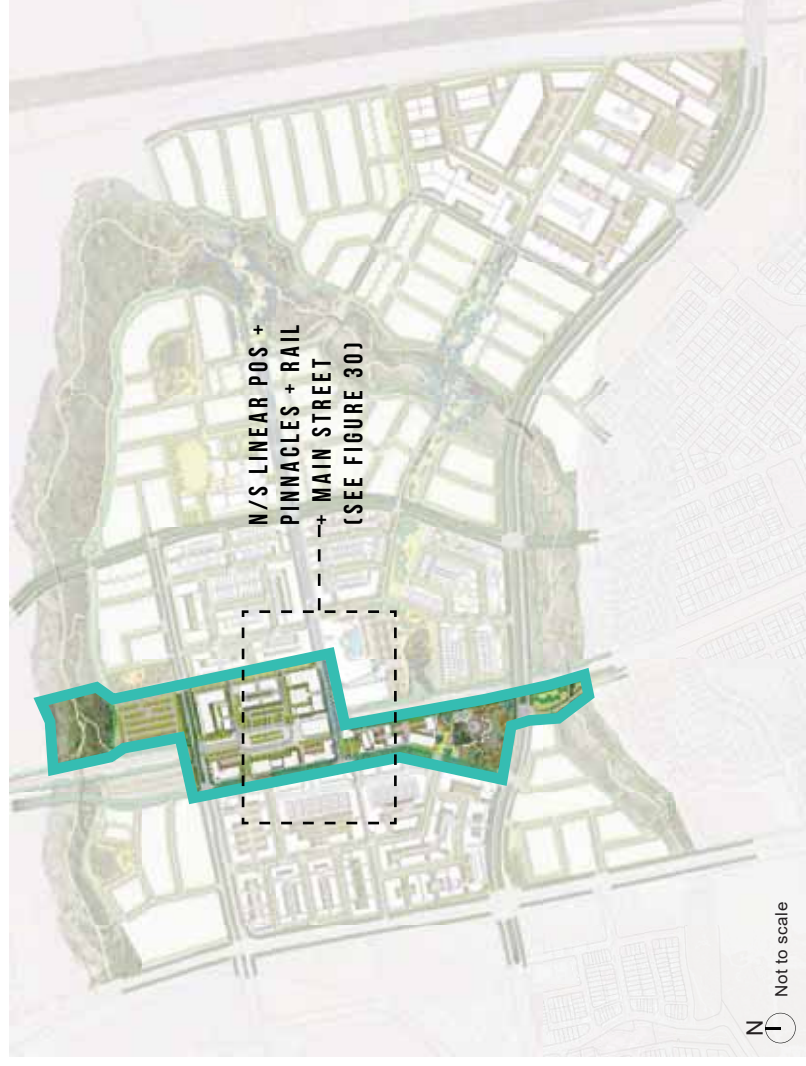 N/S LINEAR POS +
PINNACLES + RAIL
+ MAIN STREET
(SEE FIGURE 30)
N
Not to scale